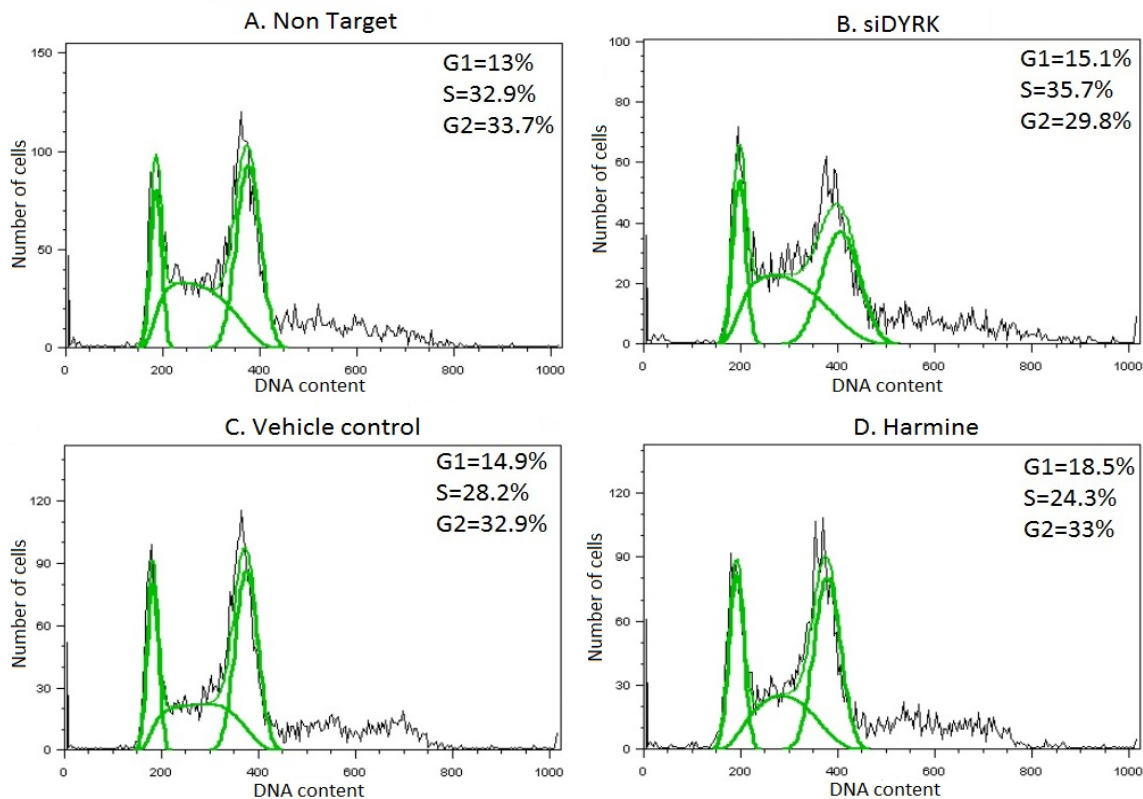 A. Non Target
G1=13%
S=32.9%
G2=33.7%
150
100
50
0
Number of cells
0 200 400 600 800 1000
DNA content
B. siDYRK
G1=15.1%
S=35.7%
G2=29.8%
100
80
60
40
20
0
Number of cells
0 200 400 600 800 1000
DNA content
C. Vehicle control
G1=14.9%
S=28.2%
G2=32.9%
120
90
60
30
0
Number of cells
0 200 400 600 800 1000
DNA content
D. Harmine
G1=18.5%
S=24.3%
G2=33%
120
90
60
30
0
Number of cells
0 200 400 600 800 1000
DNA content